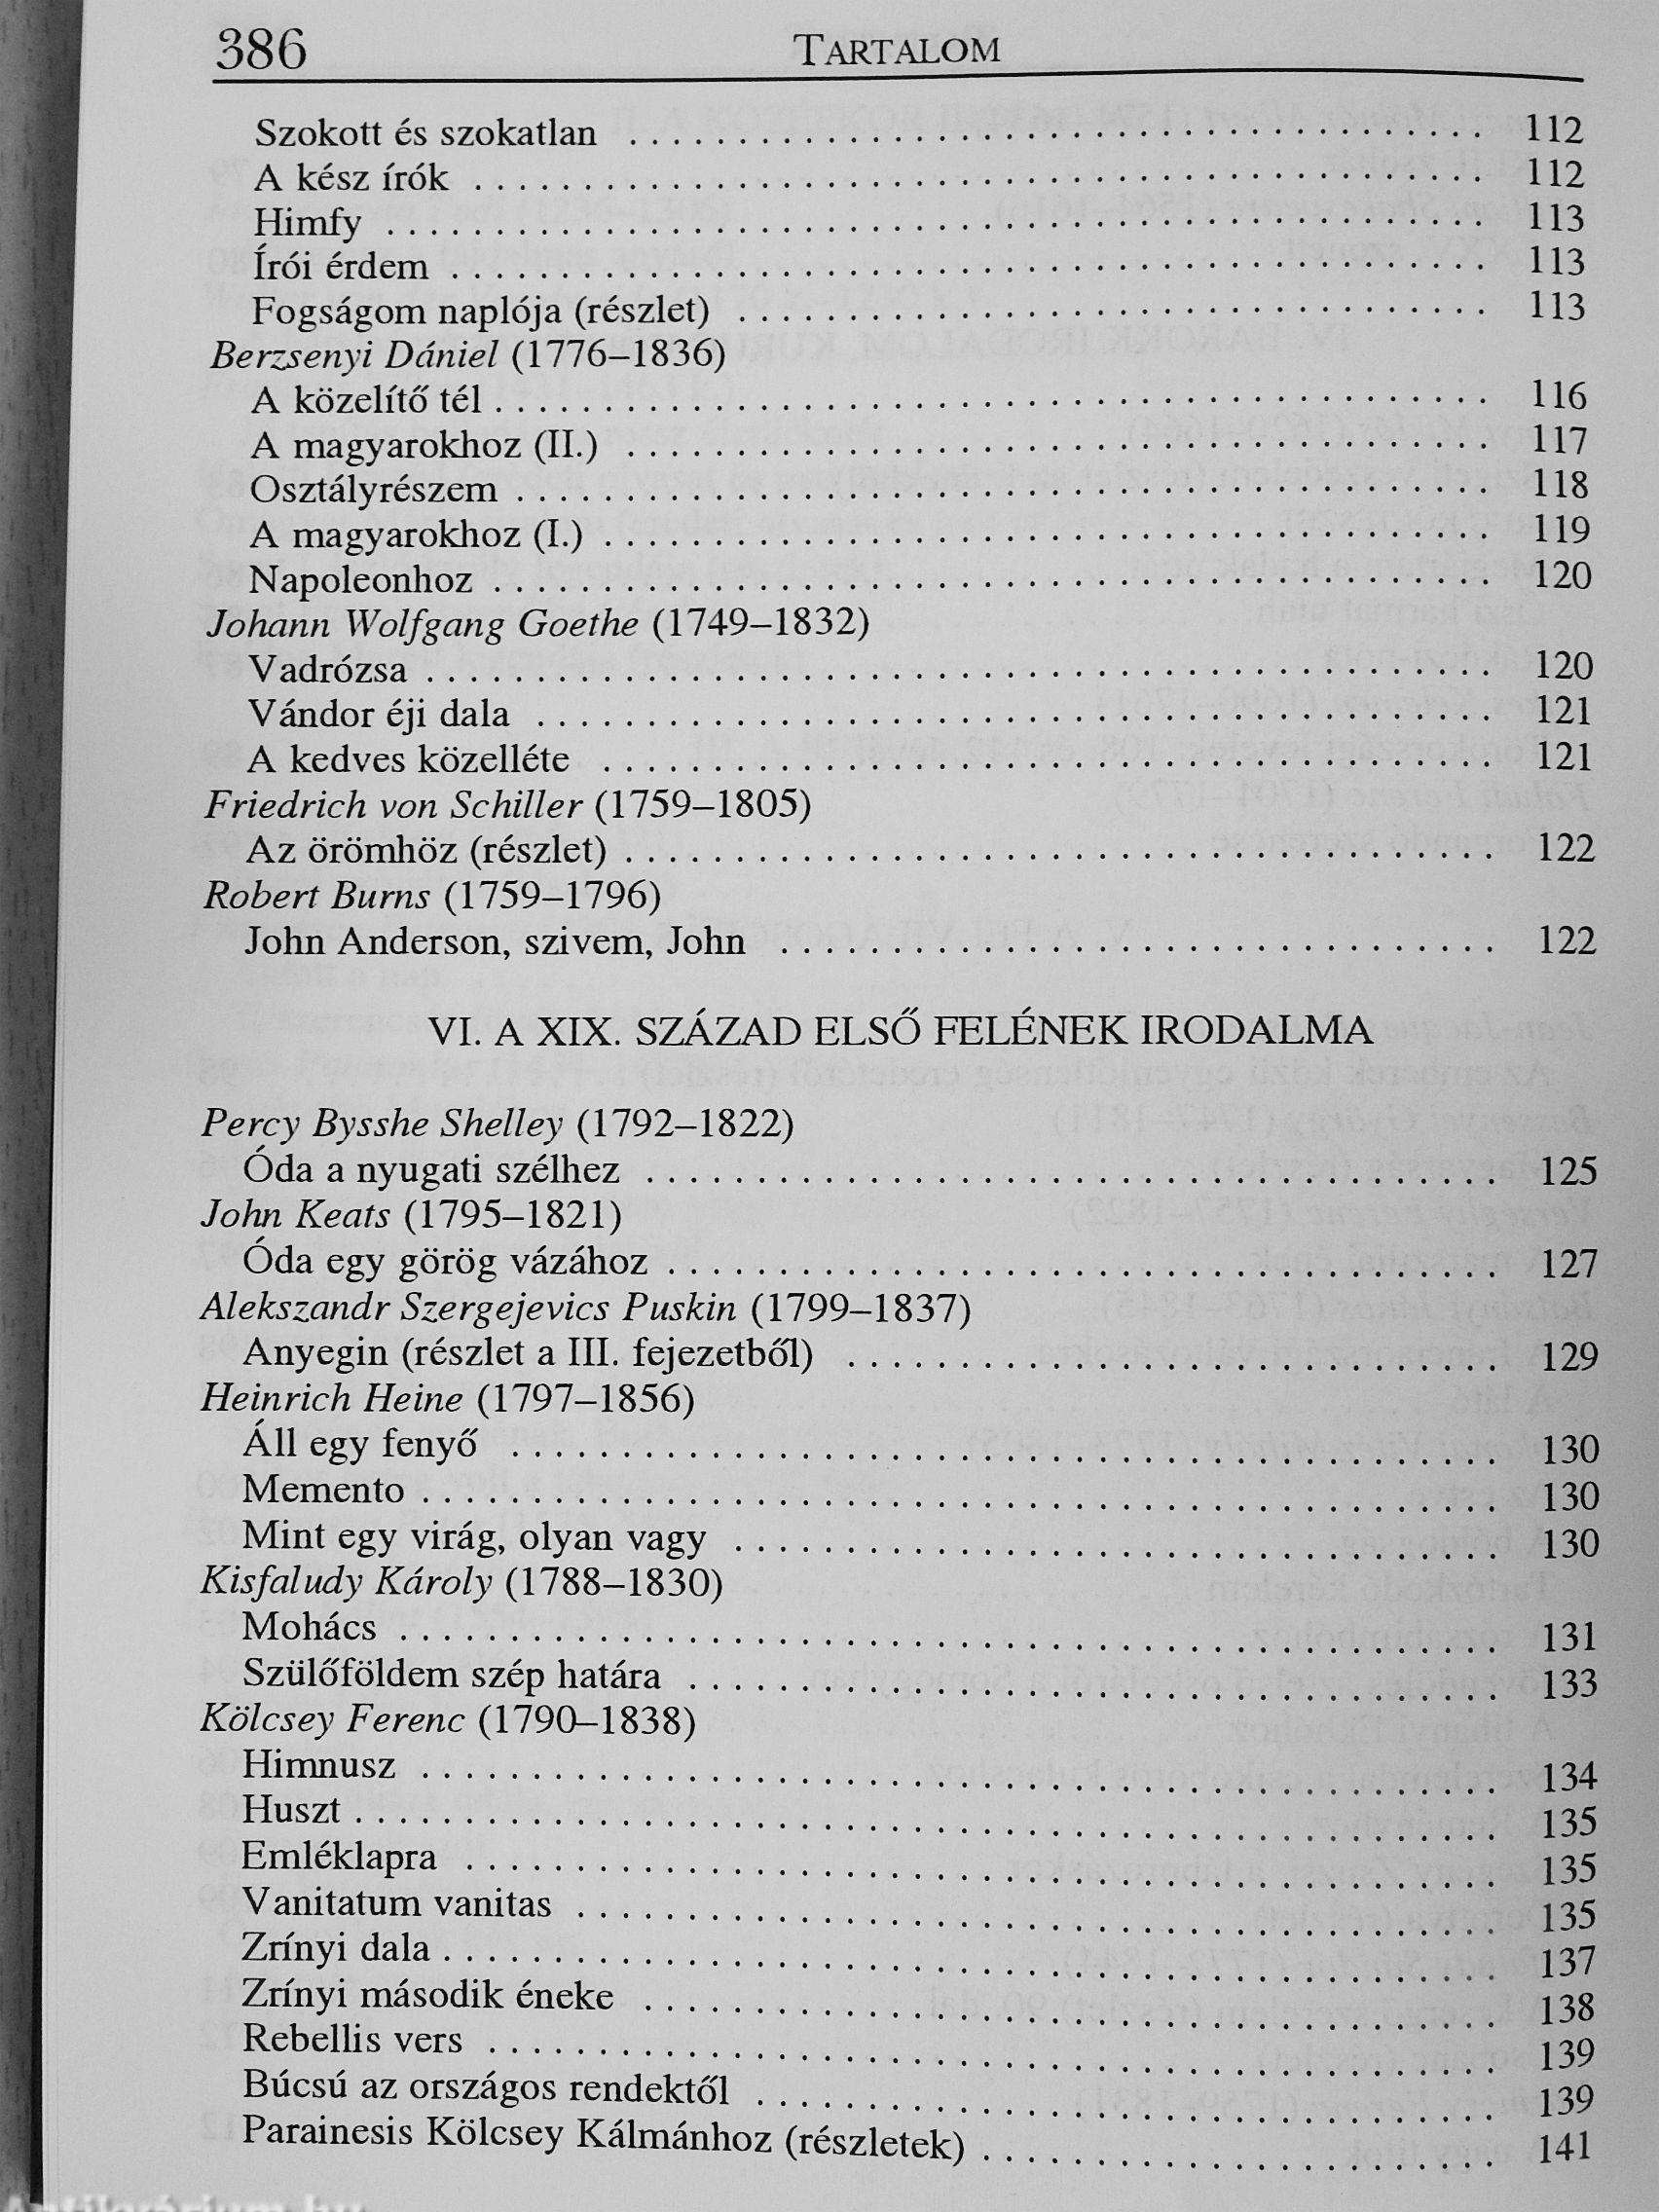 386 TARTALOM
Szokott és szokatlan . . . . . 112
A kész írók . . . . . 112
Himfy . . . . . 113
Írói érdem . . . . . 113
Fogságom naplója (részlet) . . . . . 113
Berzsenyi Dániel (1776–1836)
A közelítő tél . . . . . 116
A magyarokhoz (II.) . . . . . 117
Osztályrészem . . . . . 118
A magyarokhoz (I.) . . . . . 119
Napoleonhoz . . . . . 120
Johann Wolfgang Goethe (1749–1832)
Vadrózsa . . . . . 120
Vándor éji dala . . . . . 121
A kedves közelléte . . . . . 121
Friedrich von Schiller (1759–1805)
Az örömhöz (részlet) . . . . . 122
Robert Burns (1759–1796)
John Anderson, szivem, John . . . . . 122
VI. A XIX. SZÁZAD ELSŐ FELÉNEK IRODALMA
Percy Bysshe Shelley (1792–1822)
Óda a nyugati szélhez . . . . . 125
John Keats (1795–1821)
Óda egy görög vázához . . . . . 127
Alekszandr Szergejevics Puskin (1799–1837)
Anyegin (részlet a III. fejezetből) . . . . . 129
Heinrich Heine (1797–1856)
Áll egy fenyő . . . . . 130
Memento . . . . . 130
Mint egy virág, olyan vagy . . . . . 130
Kisfaludy Károly (1788–1830)
Mohács . . . . . 131
Szülőföldem szép határa . . . . . 133
Kölcsey Ferenc (1790–1838)
Himnusz . . . . . 134
Huszt . . . . . 135
Emléklapra . . . . . 135
Vanitatum vanitas . . . . . 135
Zrínyi dala . . . . . 137
Zrínyi második éneke . . . . . 138
Rebellis vers . . . . . 139
Búcsú az országos rendektől . . . . . 139
Parainesis Kölcsey Kálmánhoz (részletek) . . . . . 141